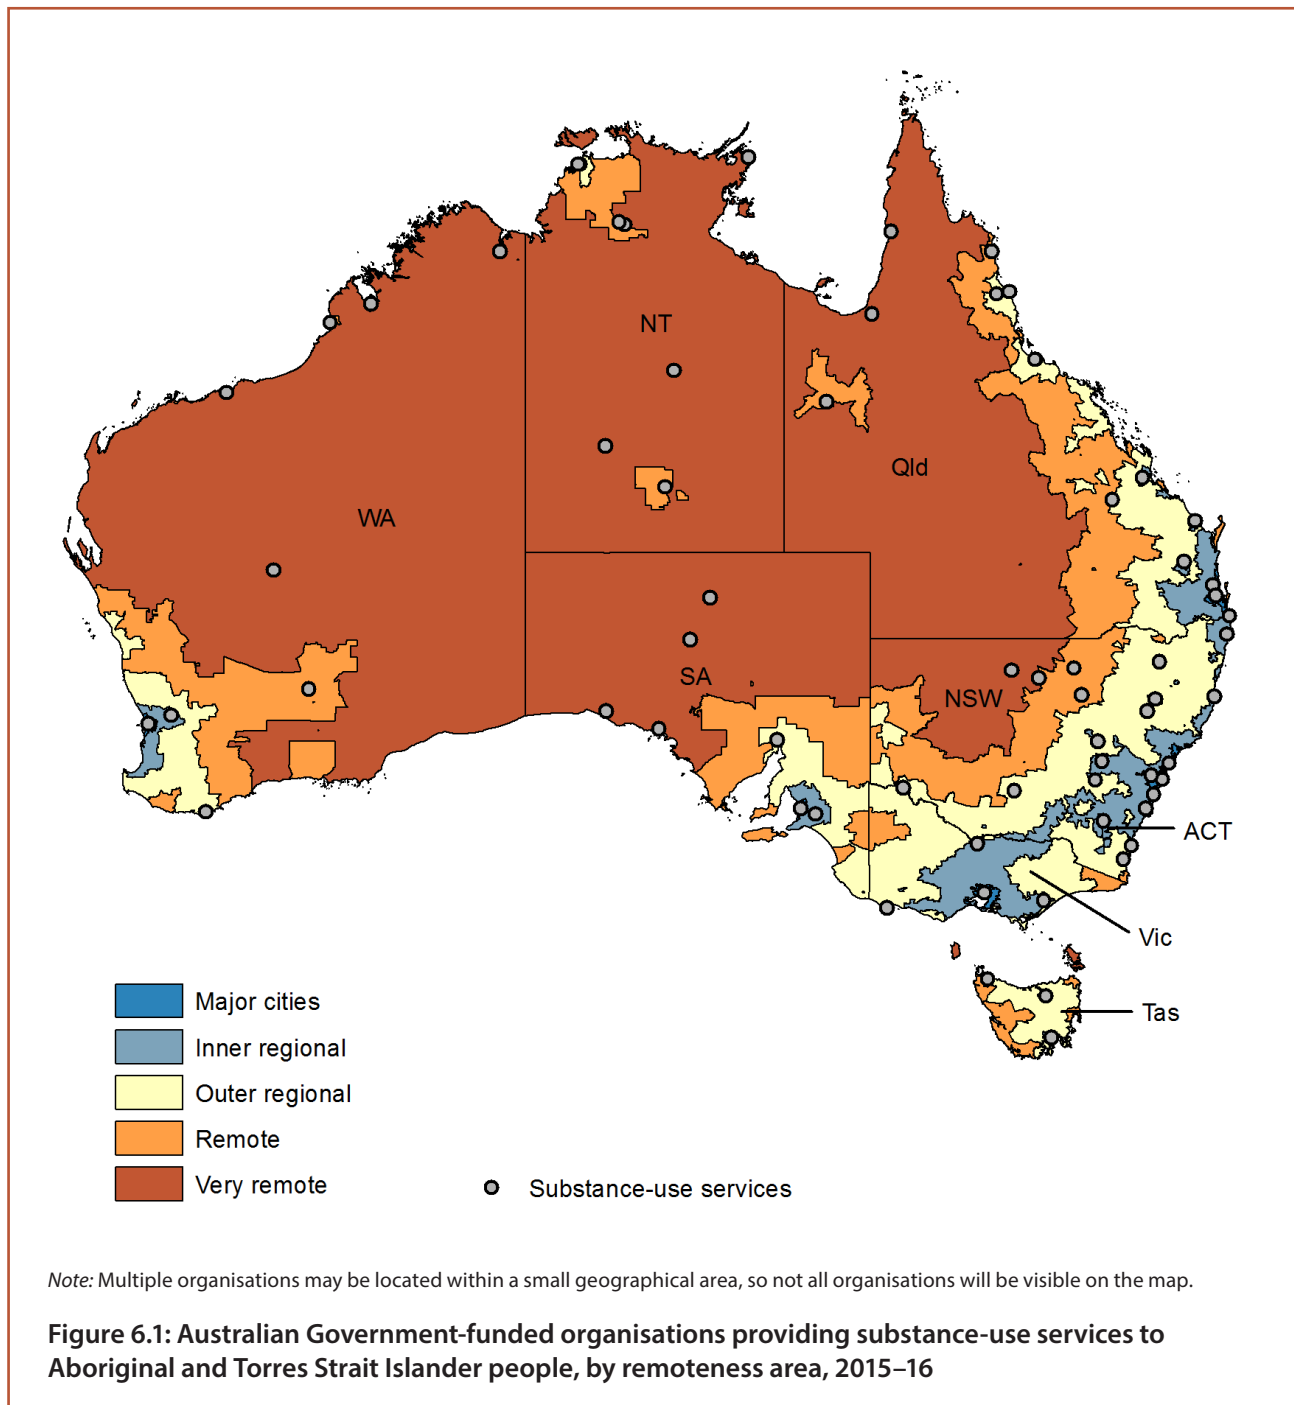 NT
Qld
WA
SA
NSW
ACT
Vic
Tas
Major cities
Inner regional
Outer regional
Remote
Very remote
Substance-use services
Note: Multiple organisations may be located within a small geographical area, so not all organisations will be visible on the map.
Figure 6.1: Australian Government-funded organisations providing substance-use services to
Aboriginal and Torres Strait Islander people, by remoteness area, 2015–16